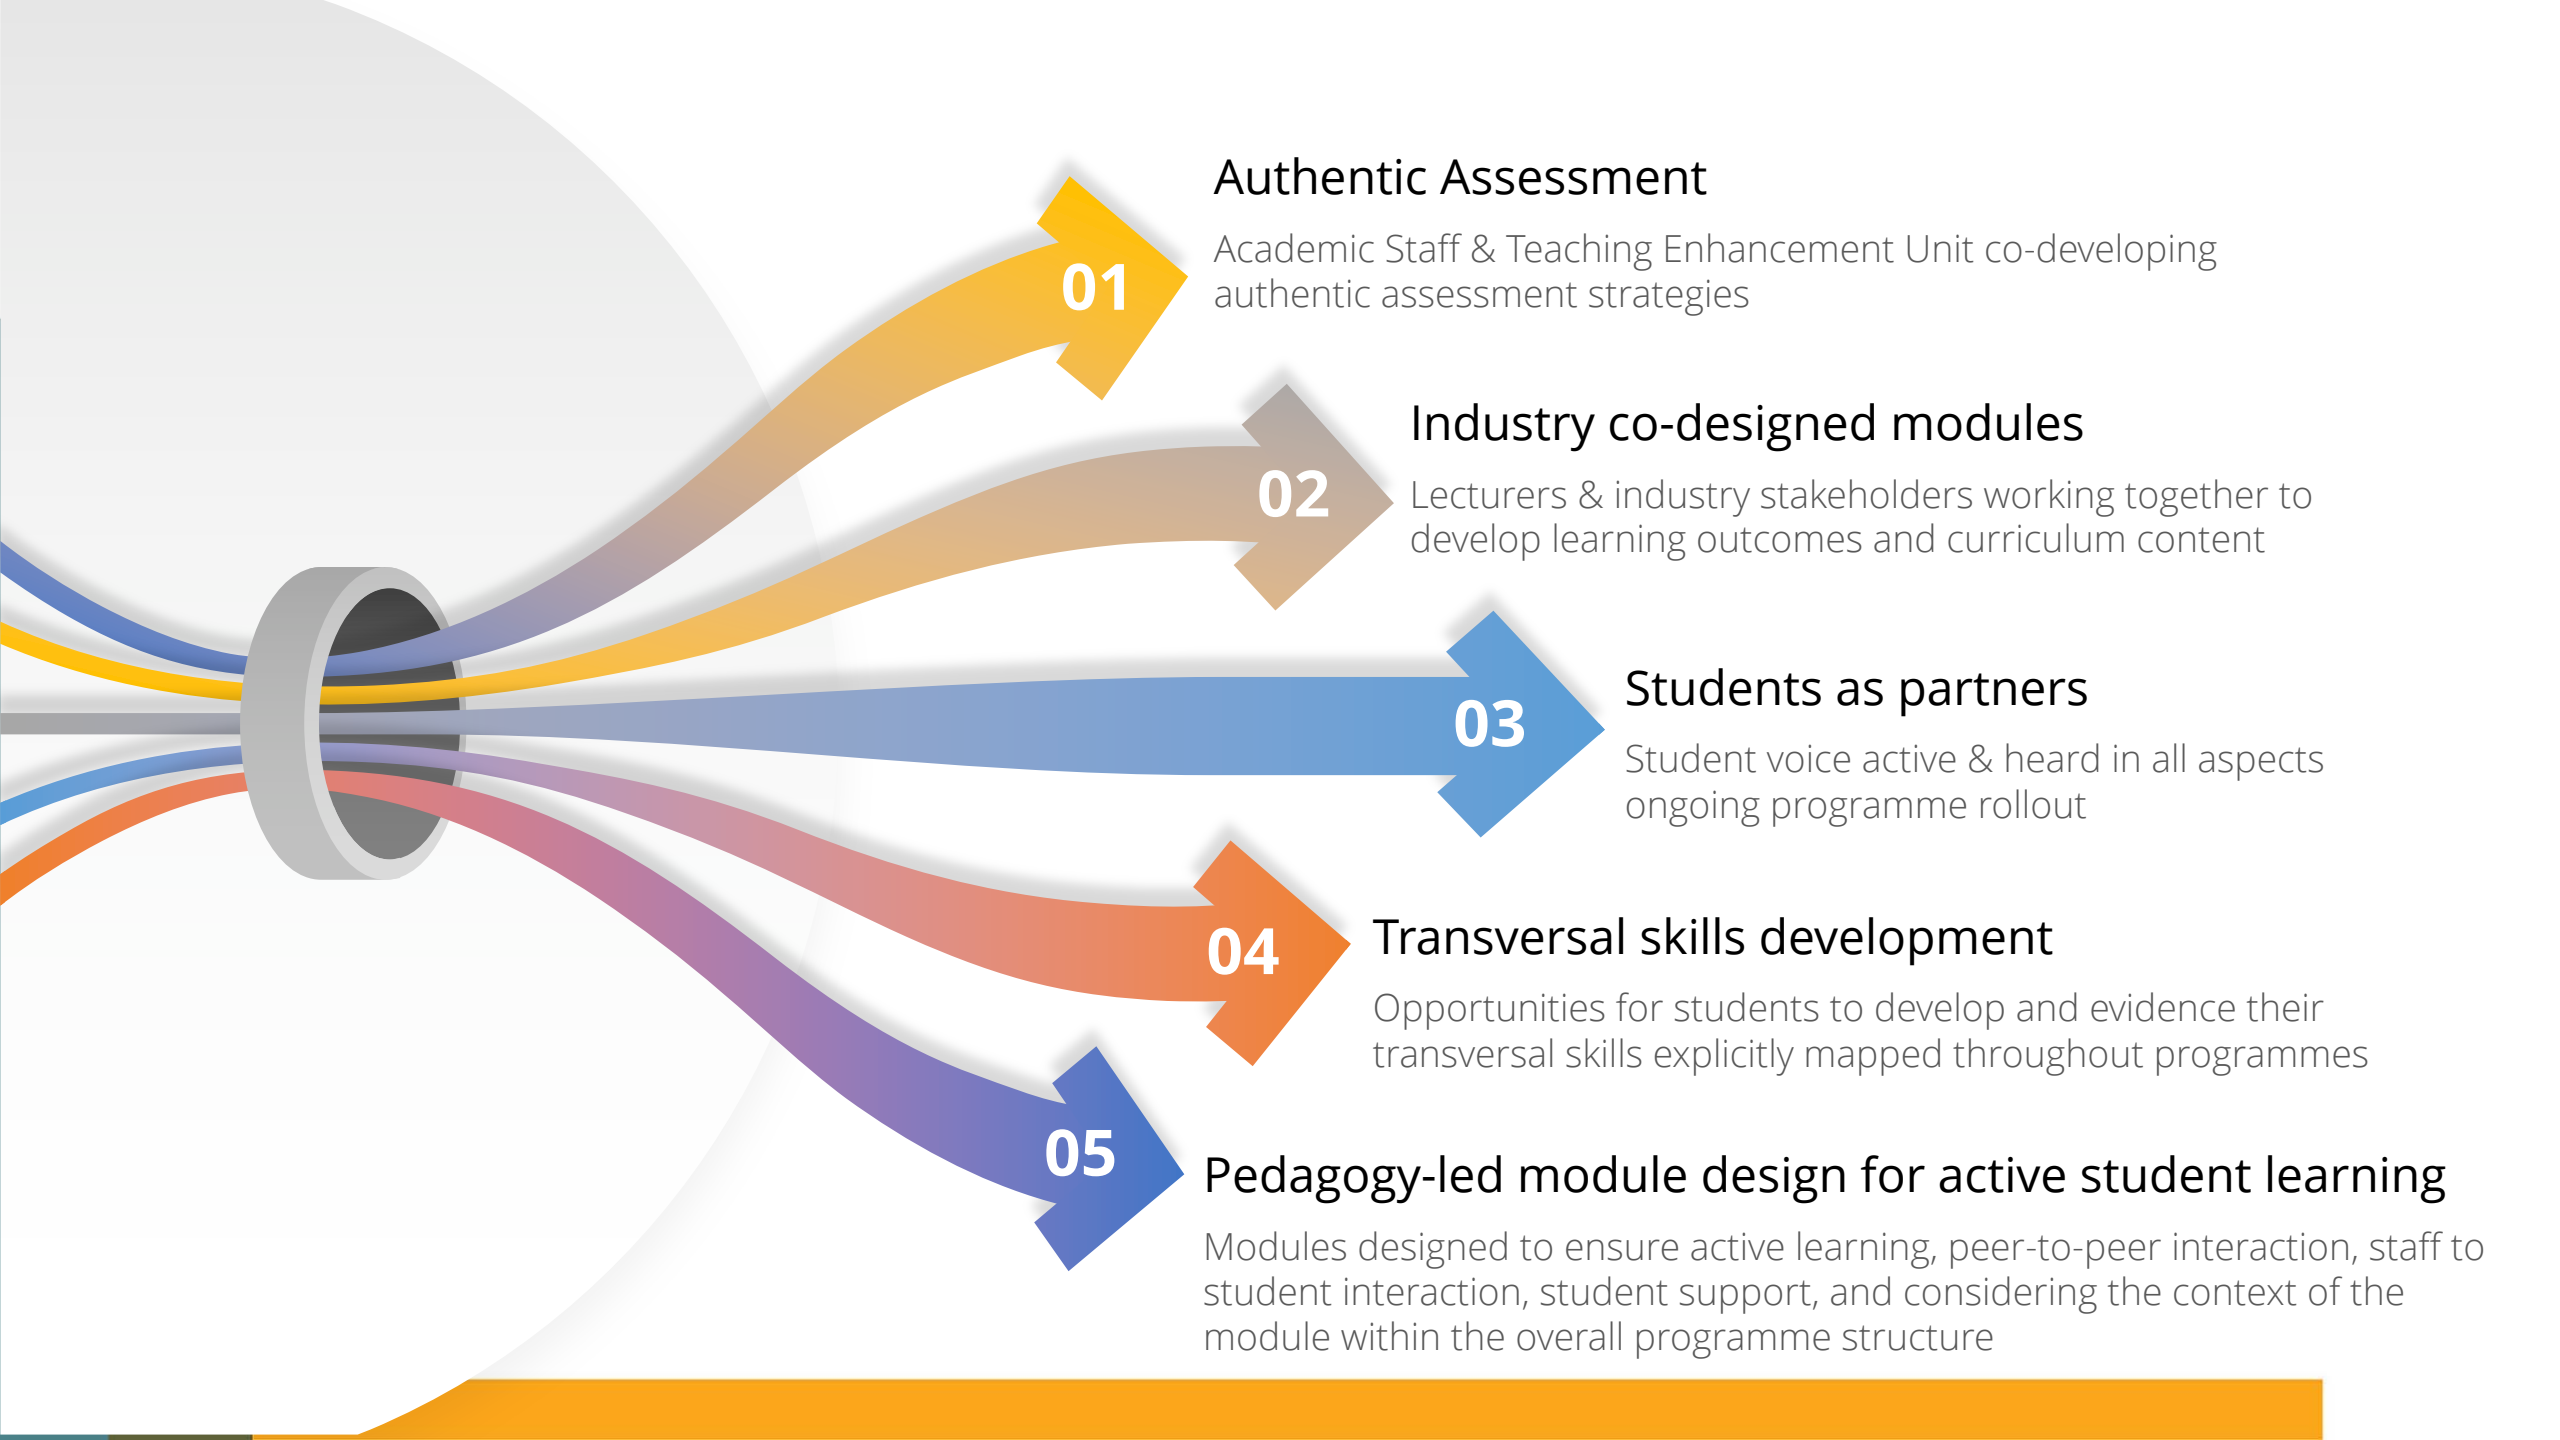 01
Authentic Assessment
Academic Staff & Teaching Enhancement Unit co-developing
authentic assessment strategies
02
Industry co-designed modules
Lecturers & industry stakeholders working together to
develop learning outcomes and curriculum content
03
Students as partners
Student voice active & heard in all aspects
ongoing programme rollout
04
Transversal skills development
Opportunities for students to develop and evidence their
transversal skills explicitly mapped throughout programmes
05
Pedagogy-led module design for active student learning
Modules designed to ensure active learning, peer-to-peer interaction, staff to
student interaction, student support, and considering the context of the
module within the overall programme structure